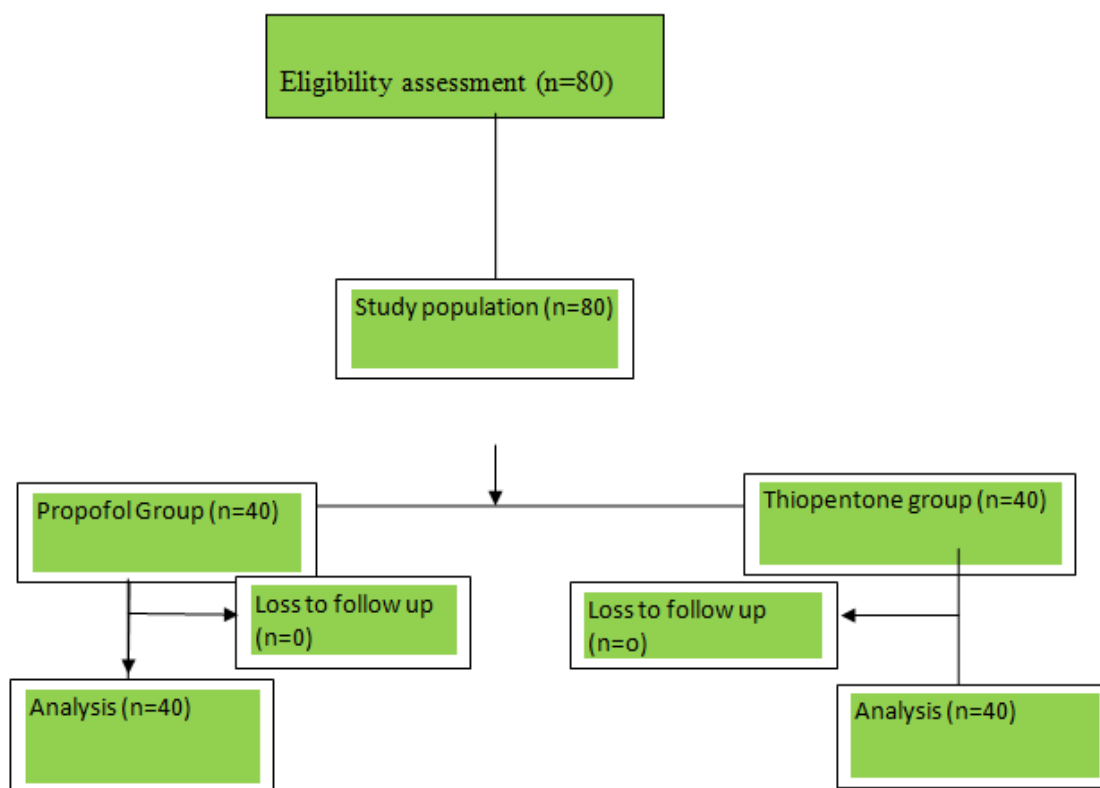 Eligibility assessment (n=80)
Study population (n=80)
Propofol Group (n=40)
Thiopentone group (n=40)
Loss to follow up
(n=0)
Loss to follow up
(n=o)
Analysis (n=40)
Analysis (n=40)